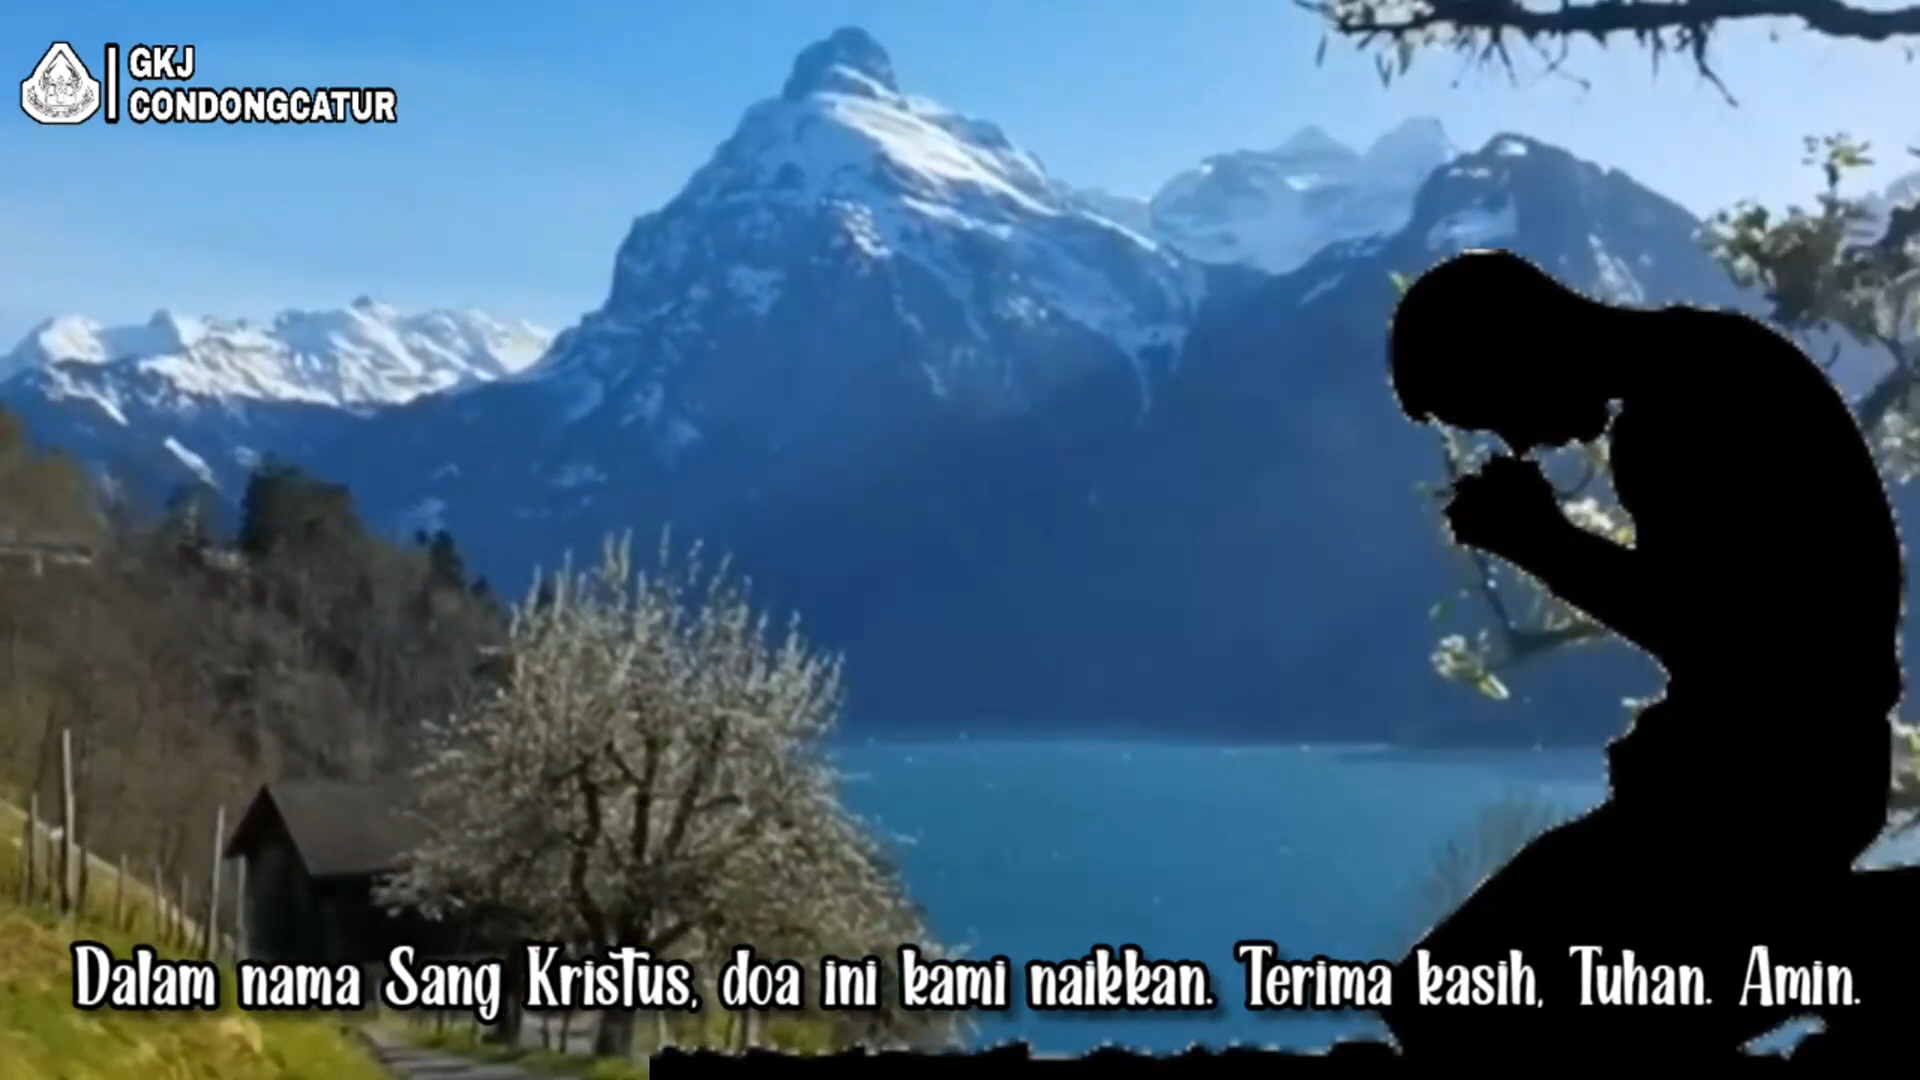 GKJ
CONDONGCATUR
Dalam nama Sang Kristus, doa ini kami naikkan. Terima kasih, Tuhan. Amin.